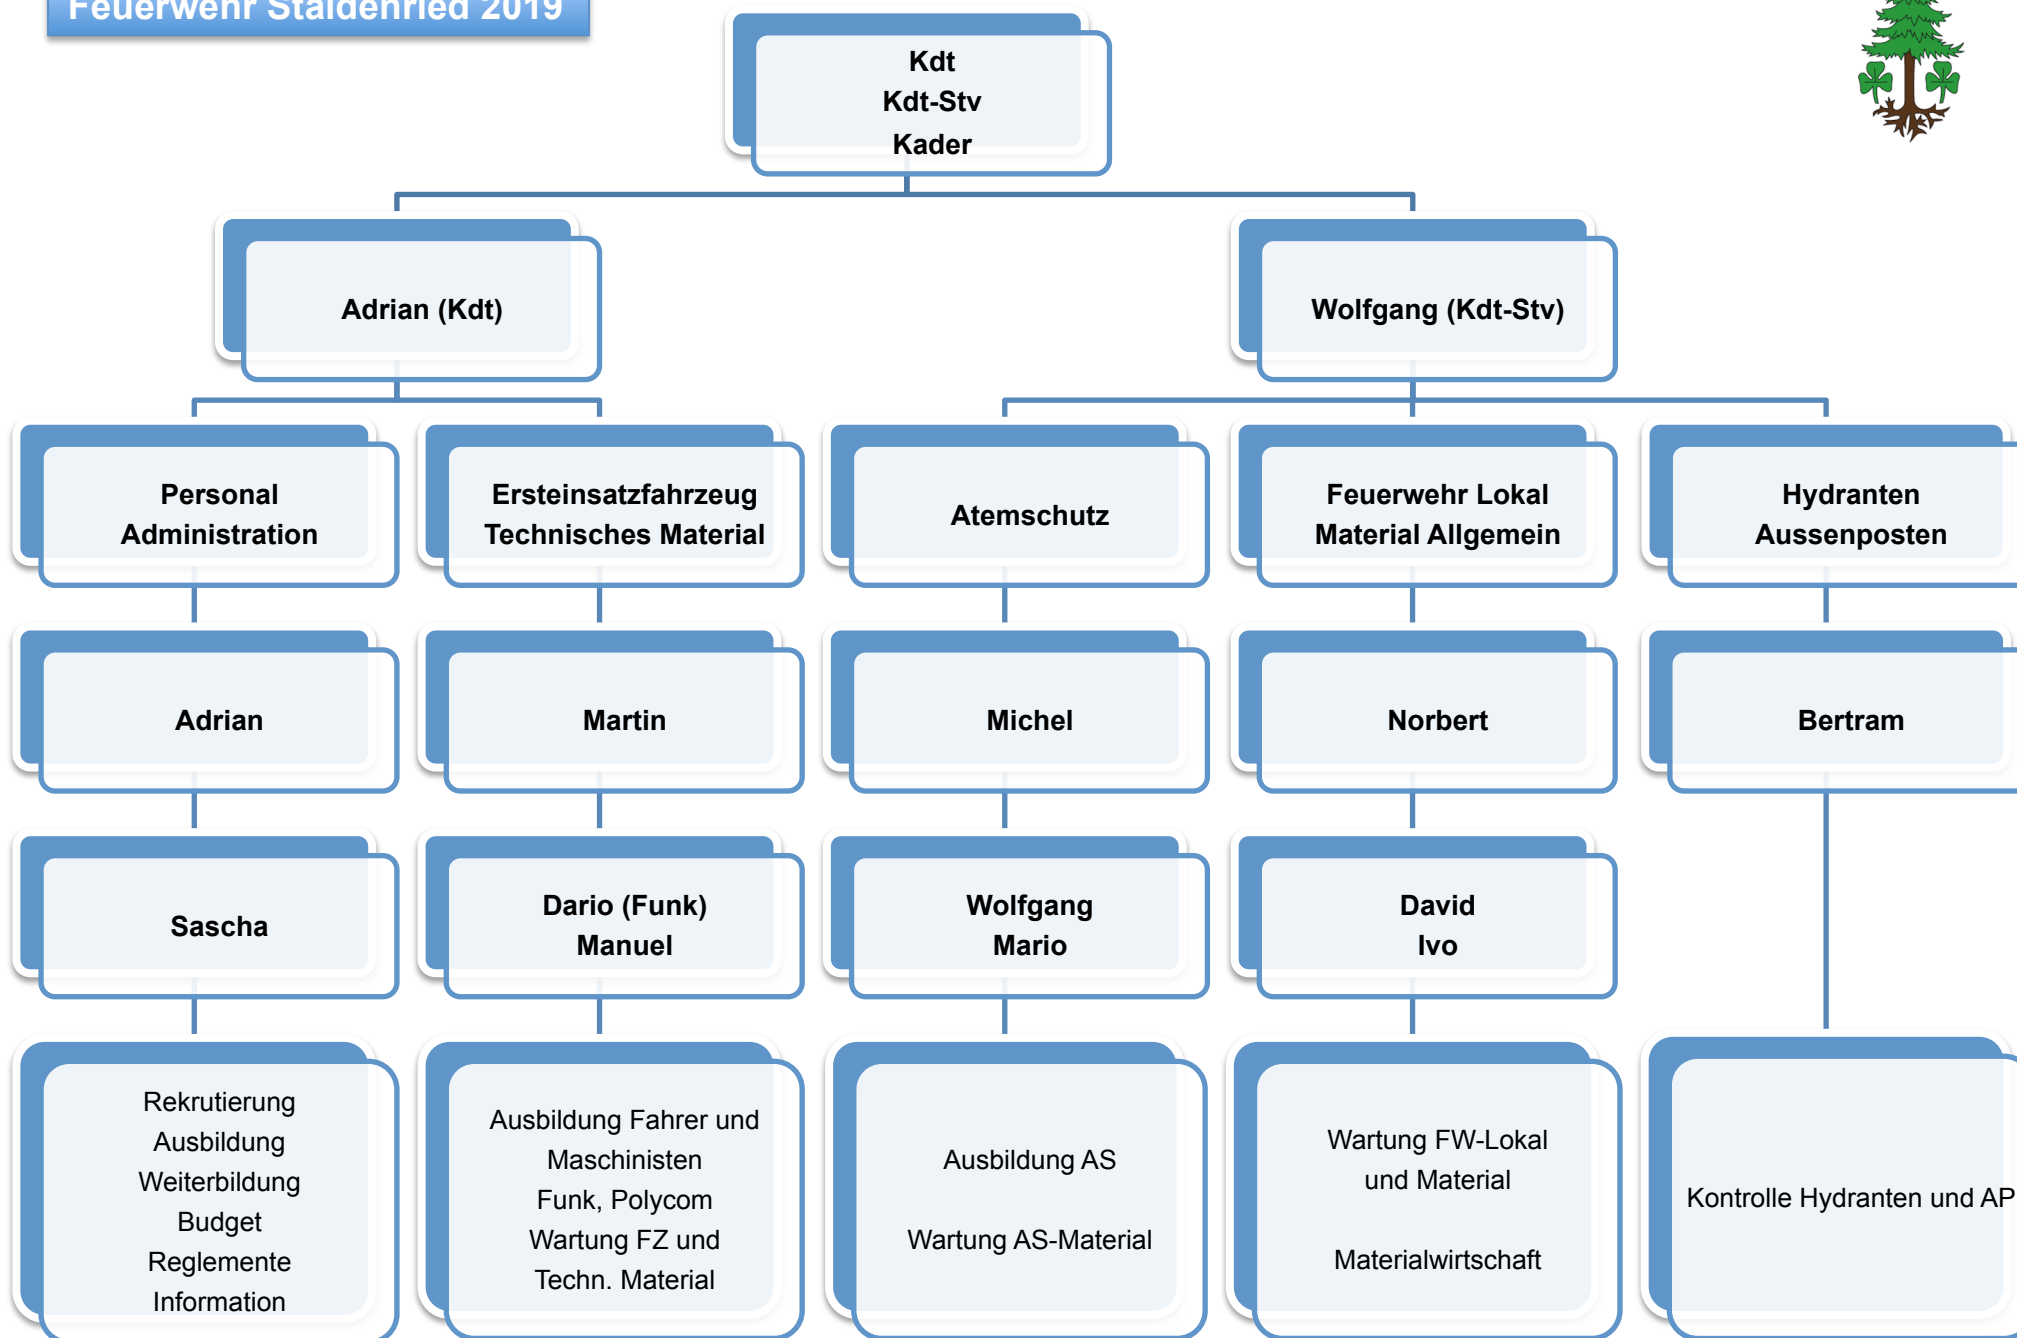 Feuerwehr Staldenried 2019
Kdt
Kdt-Stv
Kader
Adrian (Kdt)
Wolfgang (Kdt-Stv)
Personal
Administration
Ersteinsatzfahrzeug
Technisches Material
Atemschutz
Feuerwehr Lokal
Material Allgemein
Hydranten
Aussenposten
Adrian
Martin
Michel
Norbert
Bertram
Sascha
Dario (Funk)
Manuel
Wolfgang
Mario
David
Ivo
Rekrutierung
Ausbildung
Weiterbildung
Budget
Reglemente
Information
Ausbildung Fahrer und
Maschinisten
Funk, Polycom
Wartung FZ und
Techn. Material
Ausbildung AS
Wartung AS-Material
Wartung FW-Lokal
und Material
Materialwirtschaft
Kontrolle Hydranten und AP